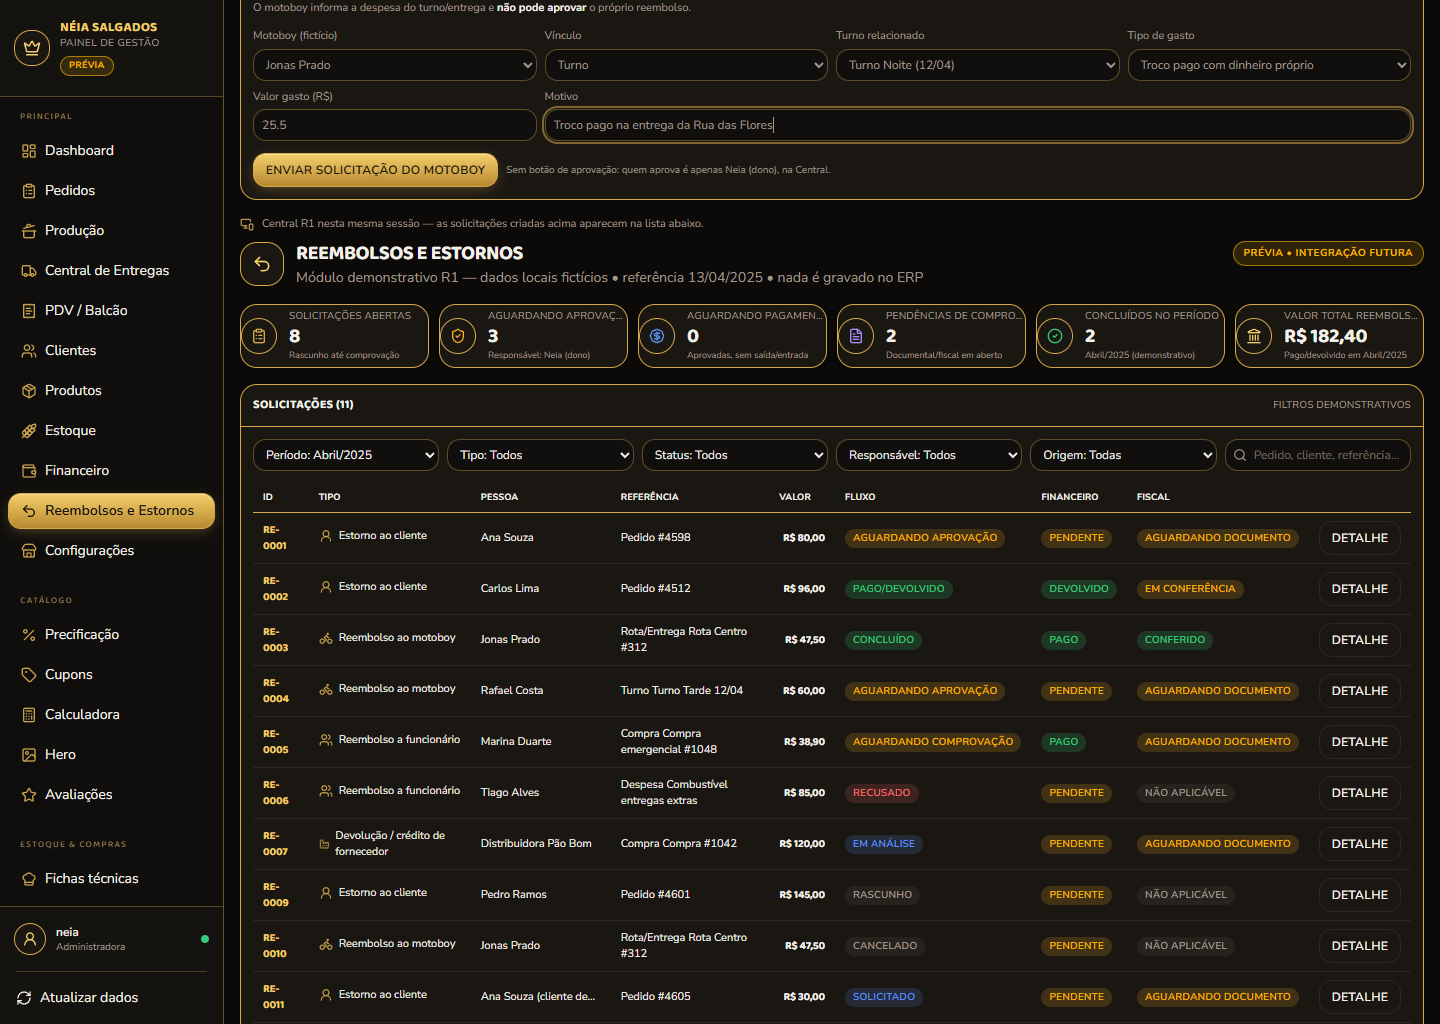 NÉIA SALGADOS
PAINEL DE GESTÃO
PRÉVIA
PRINCIPAL
Dashboard
Pedidos
Produção
Central de Entregas
PDV / Balcão
Clientes
Produtos
Estoque
Financeiro
Reembolsos e Estornos
Configurações
CATÁLOGO
Precificação
Cupons
Calculadora
Hero
Avaliações
ESTOQUE & COMPRAS
Fichas técnicas
neia
Administradora
Atualizar dados
O motoboy informa a despesa do turno/entrega e não pode aprovar o próprio reembolso.
Motoboy (fictício) Vínculo Turno relacionado Tipo de gasto
Jonas Prado Turno Turno Noite (12/04) Troco pago com dinheiro próprio
Valor gasto (R$) Motivo
25.5 Troco pago na entrega da Rua das Flores
ENVIAR SOLICITAÇÃO DO MOTOBOY Sem botão de aprovação: quem aprova é apenas Neia (dono), na Central.
Central R1 nesta mesma sessão — as solicitações criadas acima aparecem na lista abaixo.
REEMBOLSOS E ESTORNOS
Módulo demonstrativo R1 — dados locais fictícios • referência 13/04/2025 • nada é gravado no ERP
PRÉVIA • INTEGRAÇÃO FUTURA
SOLICITAÇÕES ABERTAS
8
Rascunho até comprovação
AGUARDANDO APROVAÇ...
3
Responsável: Neia (dono)
AGUARDANDO PAGAMEN...
0
Aprovadas, sem saída/entrada
PENDÊNCIAS DE COMPRO...
2
Documental/fiscal em aberto
CONCLUÍDOS NO PERÍODO
2
Abril/2025 (demonstrativo)
VALOR TOTAL REEMBOLS...
R$ 182,40
Pago/devolvido em Abril/2025
SOLICITAÇÕES (11) FILTROS DEMONSTRATIVOS
Período: Abril/2025 Tipo: Todos Status: Todos Responsável: Todos Origem: Todas Pedido, cliente, referência...
ID TIPO PESSOA REFERÊNCIA VALOR FLUXO FINANCEIRO FISCAL
RE-0001 Estorno ao cliente Ana Souza Pedido #4598 R$ 80,00 AGUARDANDO APROVAÇÃO PENDENTE AGUARDANDO DOCUMENTO DETALHE
RE-0002 Estorno ao cliente Carlos Lima Pedido #4512 R$ 96,00 PAGO/DEVOLVIDO DEVOLVIDO EM CONFERÊNCIA DETALHE
RE-0003 Reembolso ao motoboy Jonas Prado Rota/Entrega Rota Centro #312 R$ 47,50 CONCLUÍDO PAGO CONFERIDO DETALHE
RE-0004 Reembolso ao motoboy Rafael Costa Turno Turno Tarde 12/04 R$ 60,00 AGUARDANDO APROVAÇÃO PENDENTE AGUARDANDO DOCUMENTO DETALHE
RE-0005 Reembolso a funcionário Marina Duarte Compra Compra emergencial #1048 R$ 38,90 AGUARDANDO COMPROVAÇÃO PAGO AGUARDANDO DOCUMENTO DETALHE
RE-0006 Reembolso a funcionário Tiago Alves Despesa Combustível entregas extras R$ 85,00 RECUSADO PENDENTE NÃO APLICÁVEL DETALHE
RE-0007 Devolução / crédito de fornecedor Distribuidora Pão Bom Compra Compra #1042 R$ 120,00 EM ANÁLISE PENDENTE AGUARDANDO DOCUMENTO DETALHE
RE-0009 Estorno ao cliente Pedro Ramos Pedido #4601 R$ 145,00 RASCUNHO PENDENTE NÃO APLICÁVEL DETALHE
RE-0010 Reembolso ao motoboy Jonas Prado Rota/Entrega Rota Centro #312 R$ 47,50 CANCELADO PENDENTE NÃO APLICÁVEL DETALHE
RE-0011 Estorno ao cliente Ana Souza (cliente de... Pedido #4605 R$ 30,00 SOLICITADO PENDENTE AGUARDANDO DOCUMENTO DETALHE